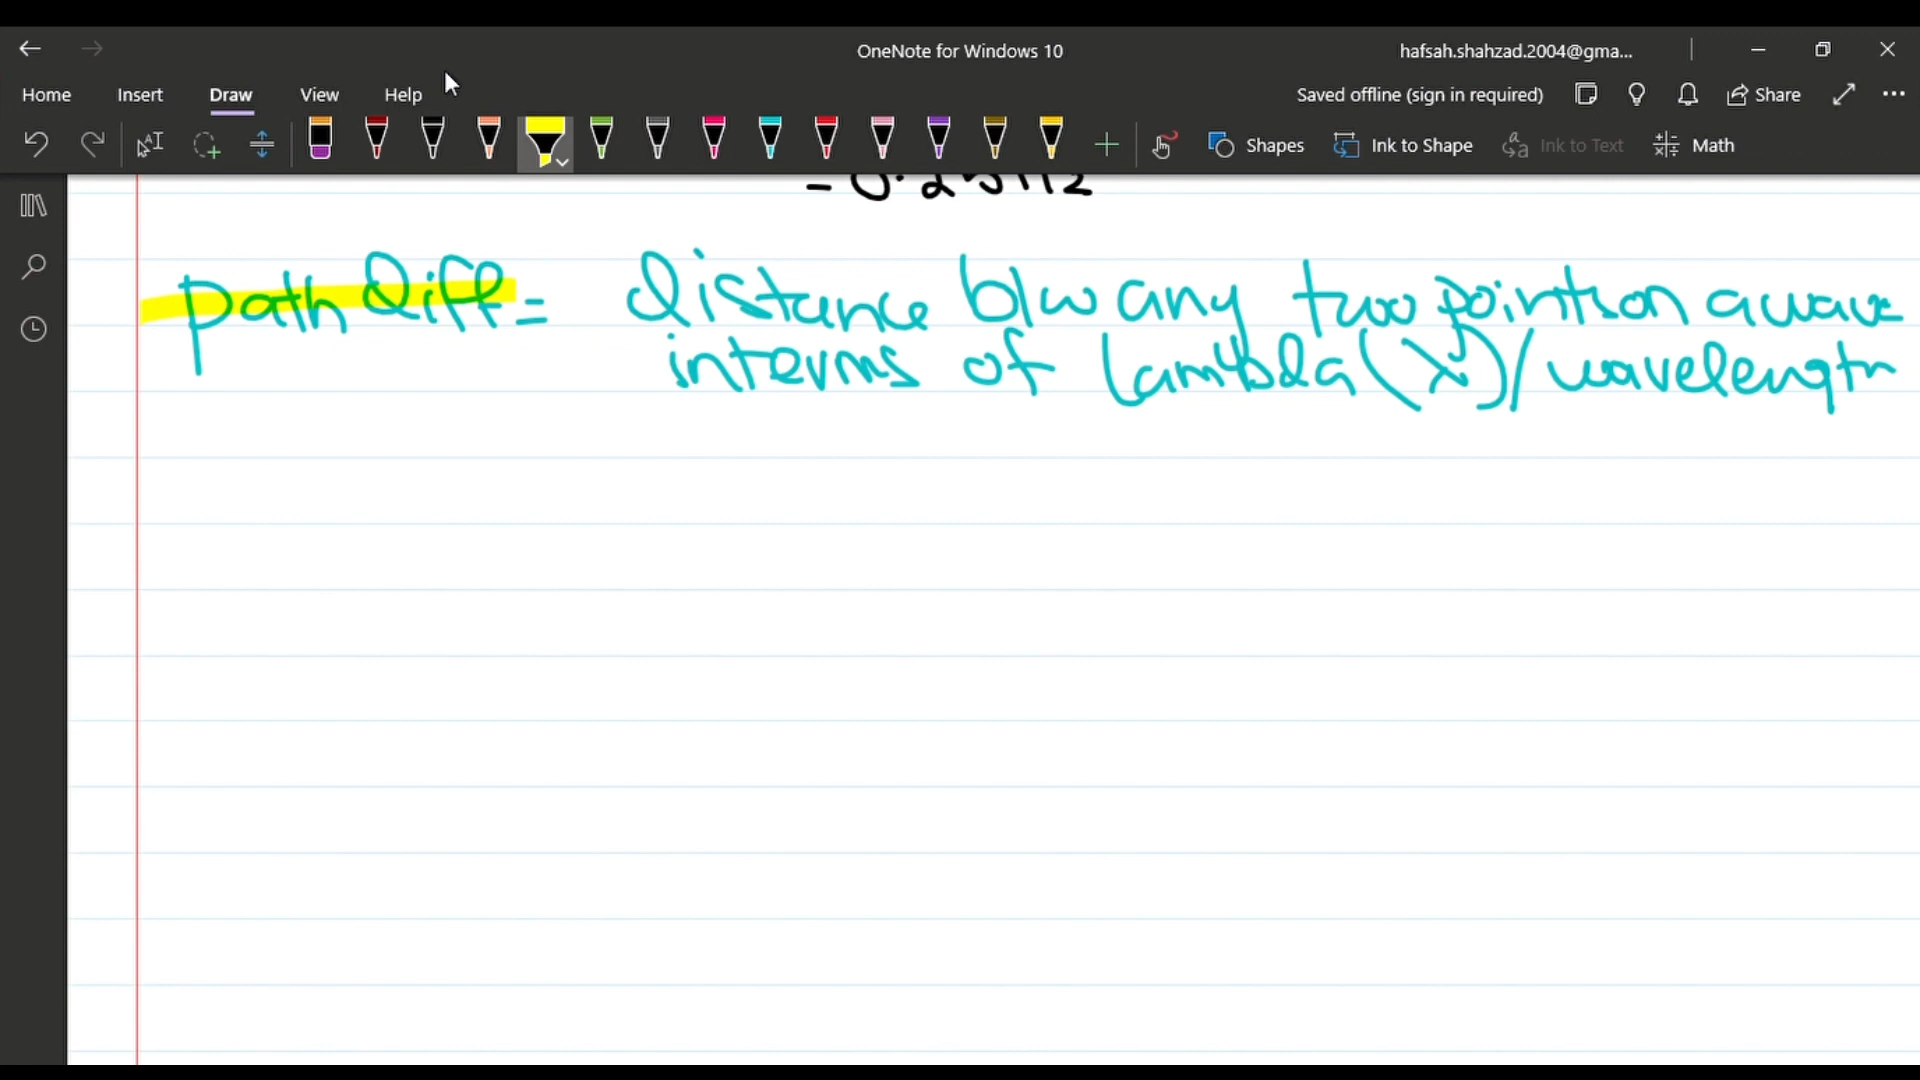 OneNote for Windows 10
hafsah.shahzad.2004@gma...
Home Insert Draw View Help
Saved offline (sign in required)
Share
Shapes
Ink to Shape
Ink to Text
Math
path diff = distance b/w any two points on a wave
interms of lambda (λ) / wavelength